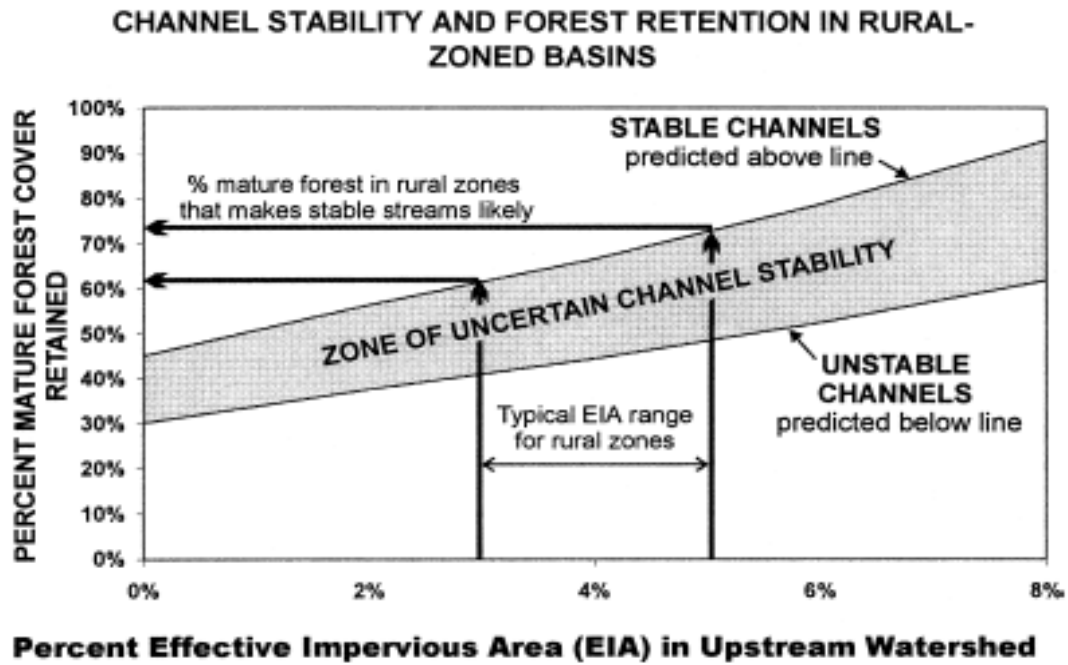 CHANNEL STABILITY AND FOREST RETENTION IN RURAL-
ZONED BASINS
PERCENT MATURE FOREST COVER
RETAINED
100%
90%
80%
70%
60%
50%
40%
30%
20%
10%
0%
STABLE CHANNELS
predicted above line
% mature forest in rural zones
that makes stable streams likely
ZONE OF UNCERTAIN CHANNEL STABILITY
UNSTABLE
CHANNELS
predicted below line
Typical EIA range
for rural zones
0%
2%
4%
6%
8%
Percent Effective Impervious Area (EIA) in Upstream Watershed